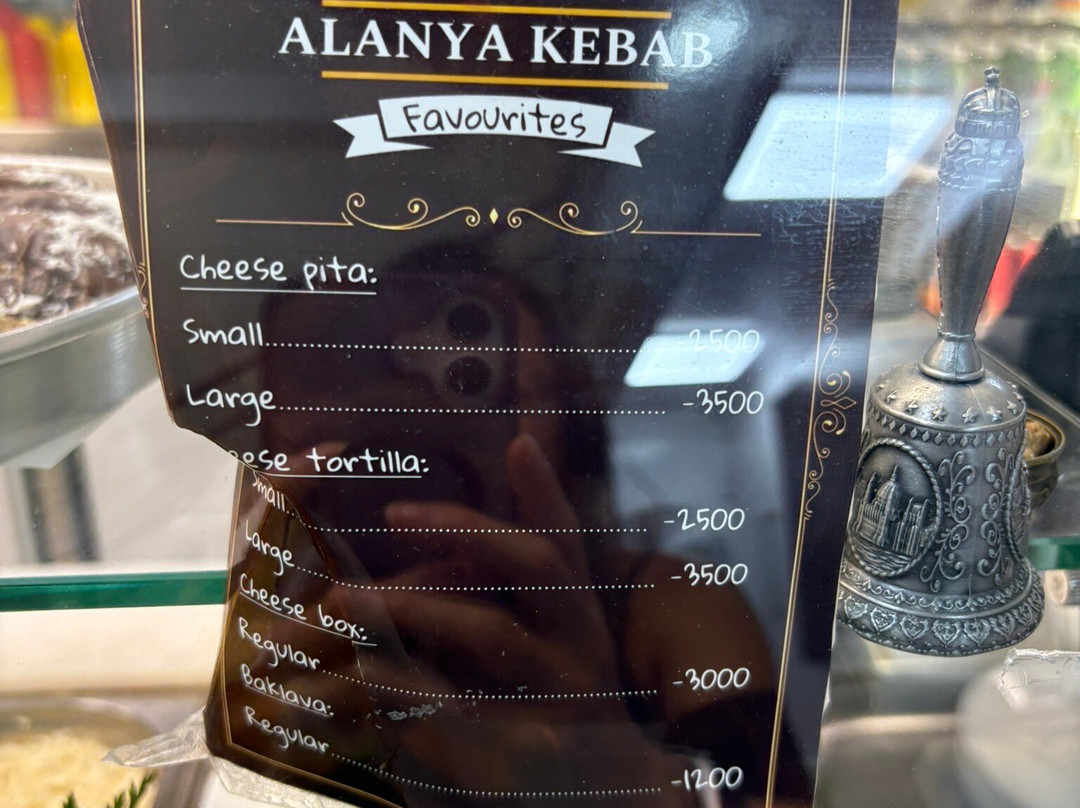 ALANYA KEBAB
Favourites
Cheese pita:
Small.......... -2500
Large.......... -3500
ese tortilla:
Small.......... -2500
Large.......... -3500
Cheese box:
Regular.......... -3000
Baklava:
Regular.......... -1200